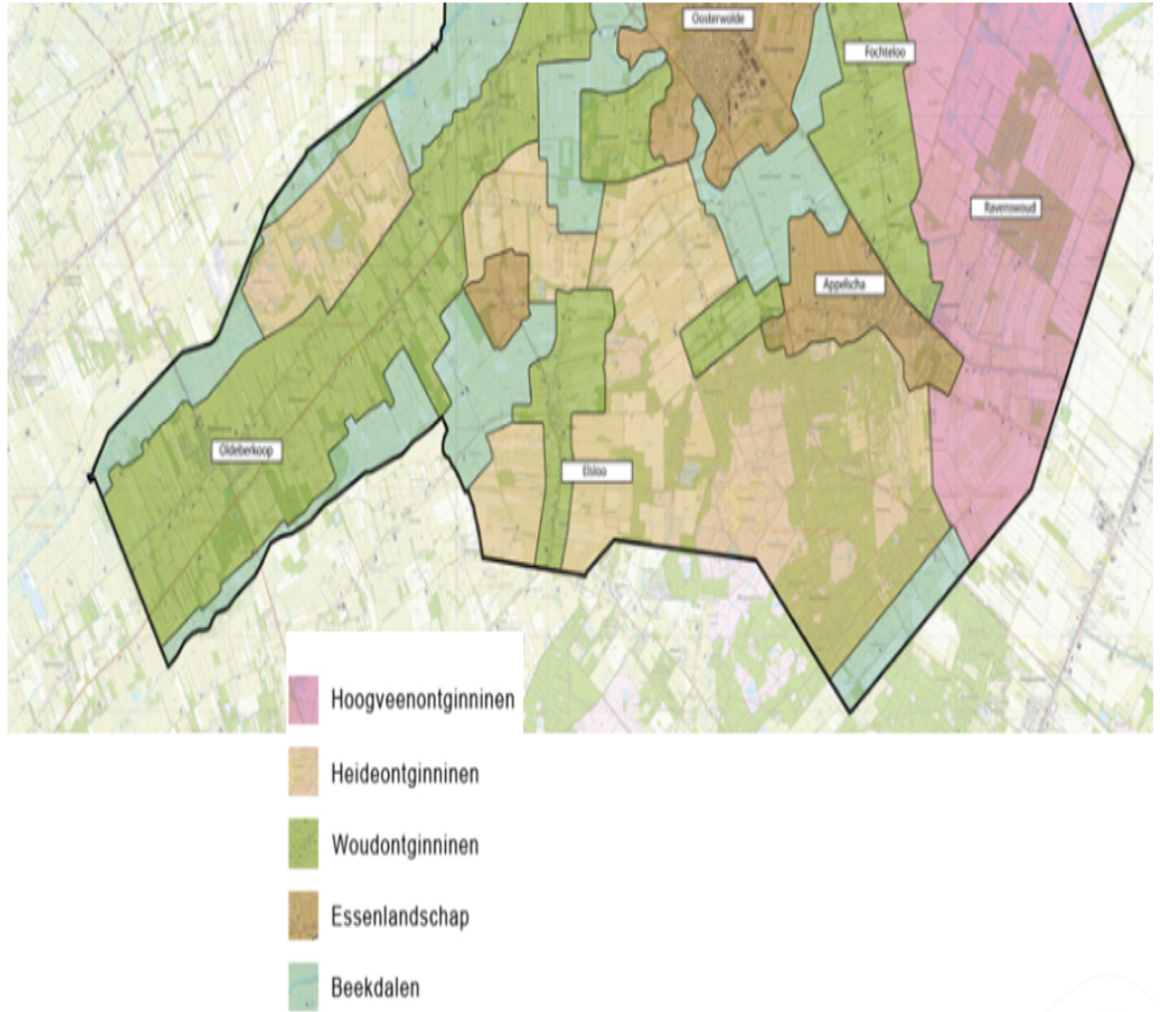 Oosterwolde
Fochteloo
Ravenswoud
Appelscha
Oldeberkoop
Elsloo
Hoogveenontginninen
Heideontginninen
Woudontginninen
Essenlandschap
Beekdalen